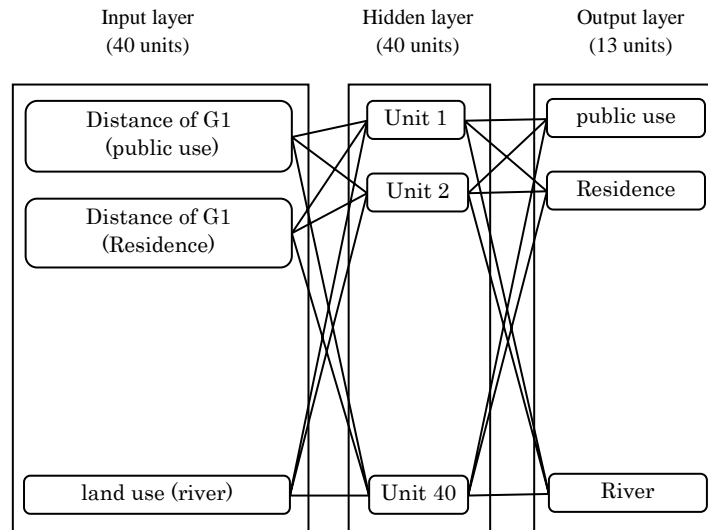 Input layer
(40 units)
Hidden layer
(40 units)
Output layer
(13 units)
Distance of G1
(public use)
Distance of G1
(Residence)
land use (river)
Unit 1
Unit 2
Unit 40
public use
Residence
River